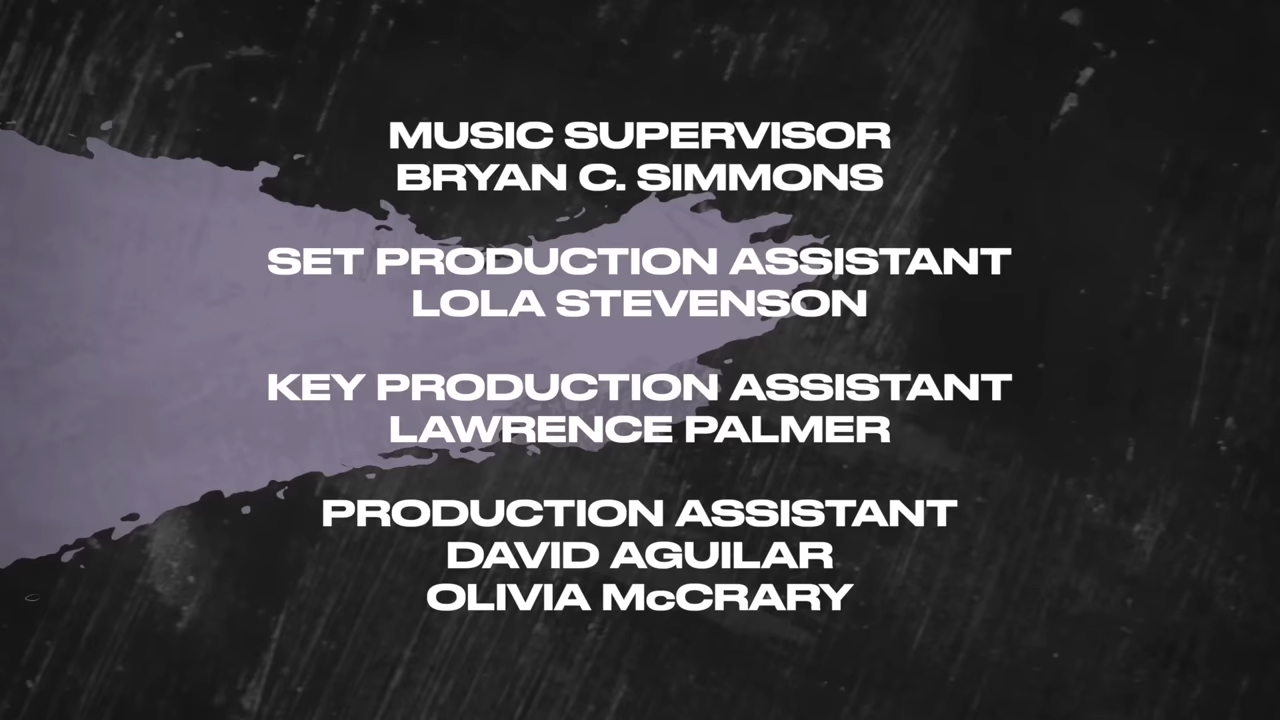 MUSIC SUPERVISOR
BRYAN C. SIMMONS
SET PRODUCTION ASSISTANT
LOLA STEVENSON
KEY PRODUCTION ASSISTANT
LAWRENCE PALMER
PRODUCTION ASSISTANT
DAVID AGUILAR
OLIVIA McCRARY